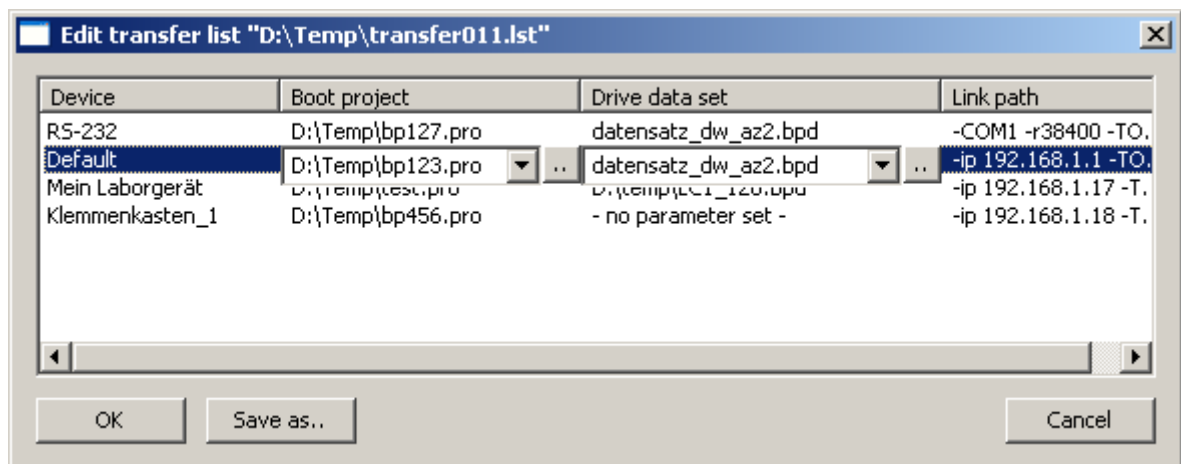 Edit transfer list "D:\Temp\transfer011.lst"
Device Boot project Drive data set Link path
RS-232 D:\Temp\bp127.pro datensatz_dw_az2.bpd -COM1 -r38400 -TO.
Default D:\Temp\bp123.pro .. datensatz_dw_az2.bpd .. -ip 192.168.1.1 -TO.
Mein Laborgerät D:\Temp\test.pro -ip 192.168.1.17 -T.
Klemmenkasten_1 D:\Temp\bp456.pro - no parameter set - -ip 192.168.1.18 -T.
OK Save as.. Cancel